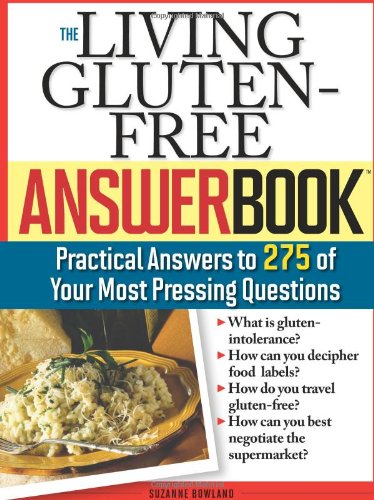 THE LIVING
GLUTEN-
FREE
ANSWERBOOK™
Practical Answers to 275 of
Your Most Pressing Questions
▶What is gluten-
intolerance?
▶How can you decipher
food labels?
▶How do you travel
gluten-free?
▶How can you best
negotiate the
supermarket?
SUZANNE BOWLAND